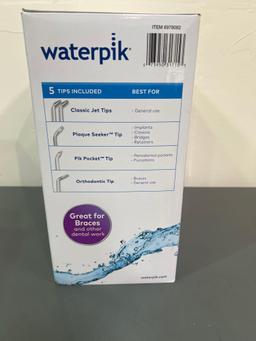 ITEM #979082
waterpik®
5 TIPS INCLUDED BEST FOR
Classic Jet Tips - General use
Plaque Seeker™ Tip - Implants
- Crowns
- Bridges
- Retainers
Pik Pocket™ Tip - Periodontal pockets
- Furcations
Orthodontic Tip - Braces
- General use
Great for
Braces
and other
dental work
waterpik.com